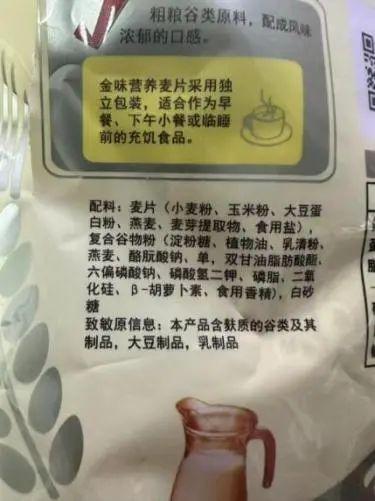 粗粮谷类原料，配成风味
浓郁的口感。
金味营养麦片采用独
立包装，适合作为早
餐、下午小餐或临睡
前的充饥食品。
配料：麦片（小麦粉、玉米粉、大豆蛋
白粉、燕麦、麦芽提取物、食用盐），
复合谷物粉（淀粉糖、植物油、乳清粉、
燕麦、酪朊酸钠、单，双甘油脂肪酸酯、
六偏磷酸钠、磷酸氢二钾、磷脂、二氧
化硅、β-胡萝卜素、食用香精），白砂
糖
致敏原信息：本产品含麸质的谷类及其
制品，大豆制品，乳制品